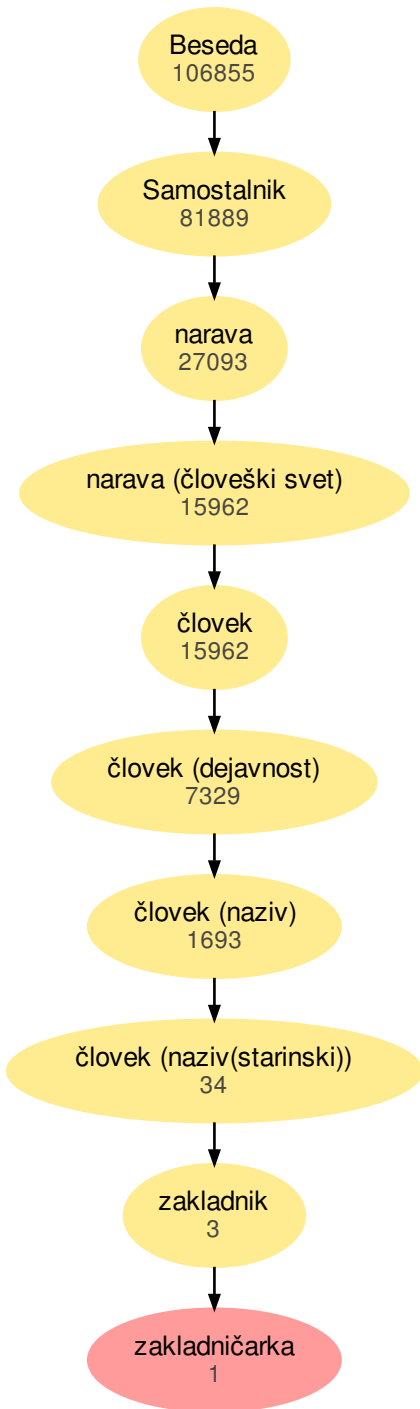 Beseda
106855
Samostalnik
81889
narava
27093
narava (človeški svet)
15962
človek
15962
človek (dejavnost)
7329
človek (naziv)
1693
človek (naziv(starinski))
34
zakladnik
3
zakladničarka
1